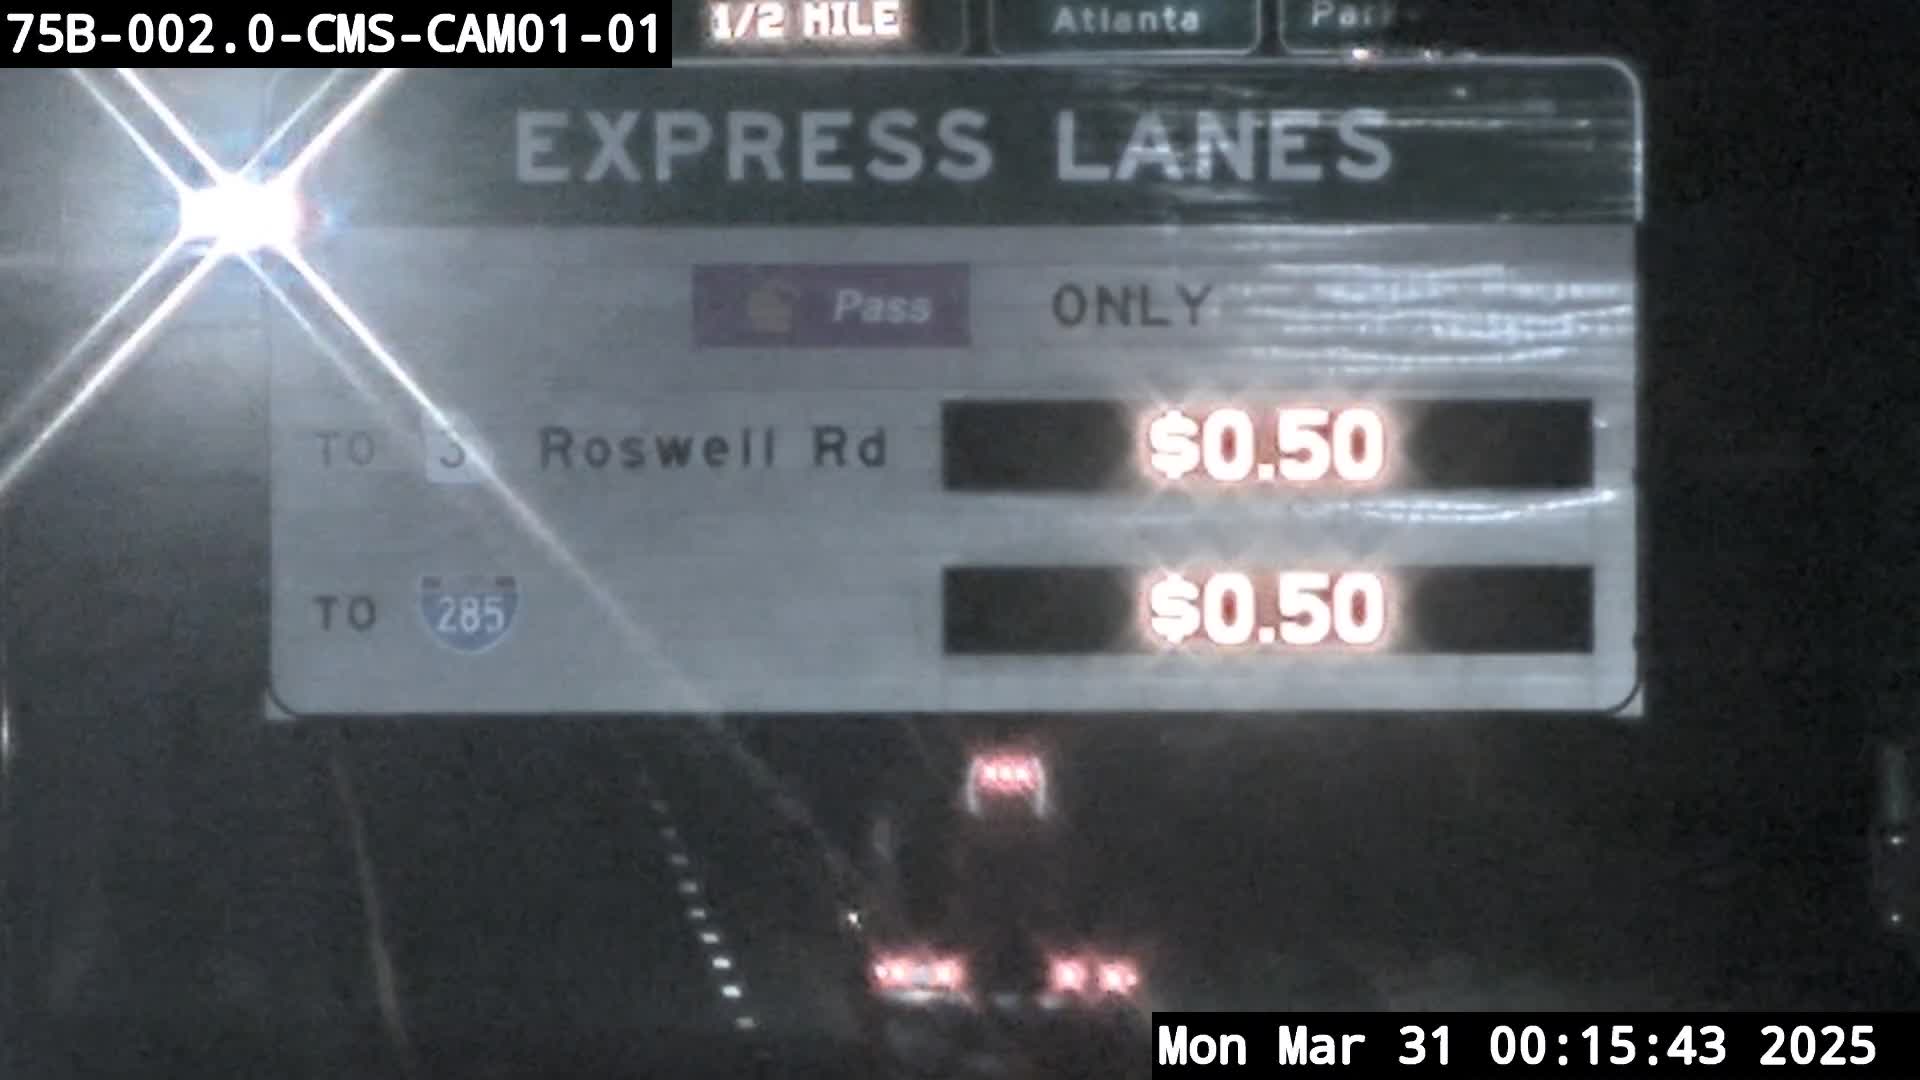 75B-002.0-CMS-CAM01-01
1/2 MILE
Atlanta
EXPRESS LANES
Pass ONLY
TO 3 Roswell Rd $0.50
TO 285 $0.50
Mon Mar 31 00:15:43 2025